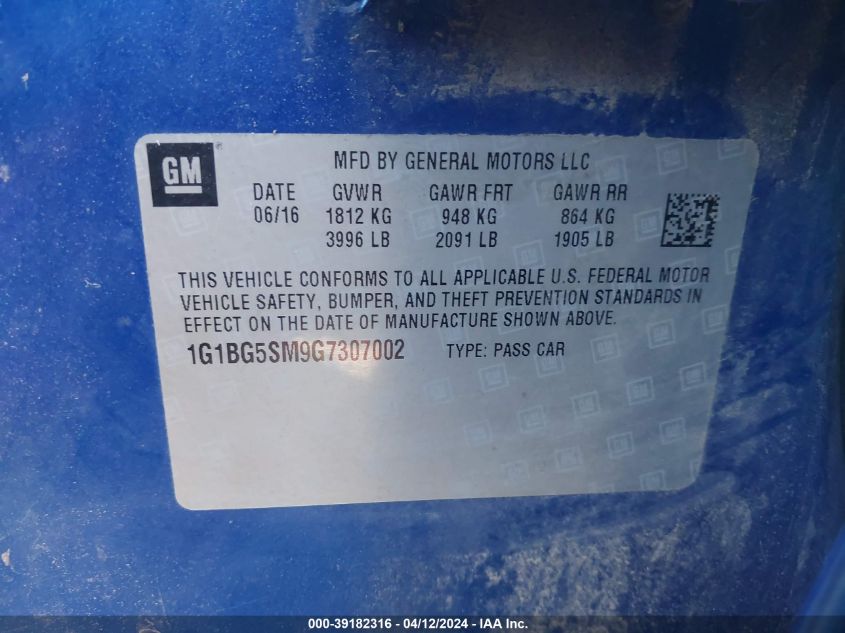 GM
MFD BY GENERAL MOTORS LLC
DATE GVWR GAWR FRT GAWR RR
06/16 1812 KG 948 KG 864 KG
3996 LB 2091 LB 1905 LB
THIS VEHICLE CONFORMS TO ALL APPLICABLE U.S. FEDERAL MOTOR
VEHICLE SAFETY, BUMPER, AND THEFT PREVENTION STANDARDS IN
EFFECT ON THE DATE OF MANUFACTURE SHOWN ABOVE.
1G1BG5SM9G7307002 TYPE: PASS CAR
000-39182316 - 04/12/2024 - IAA Inc.